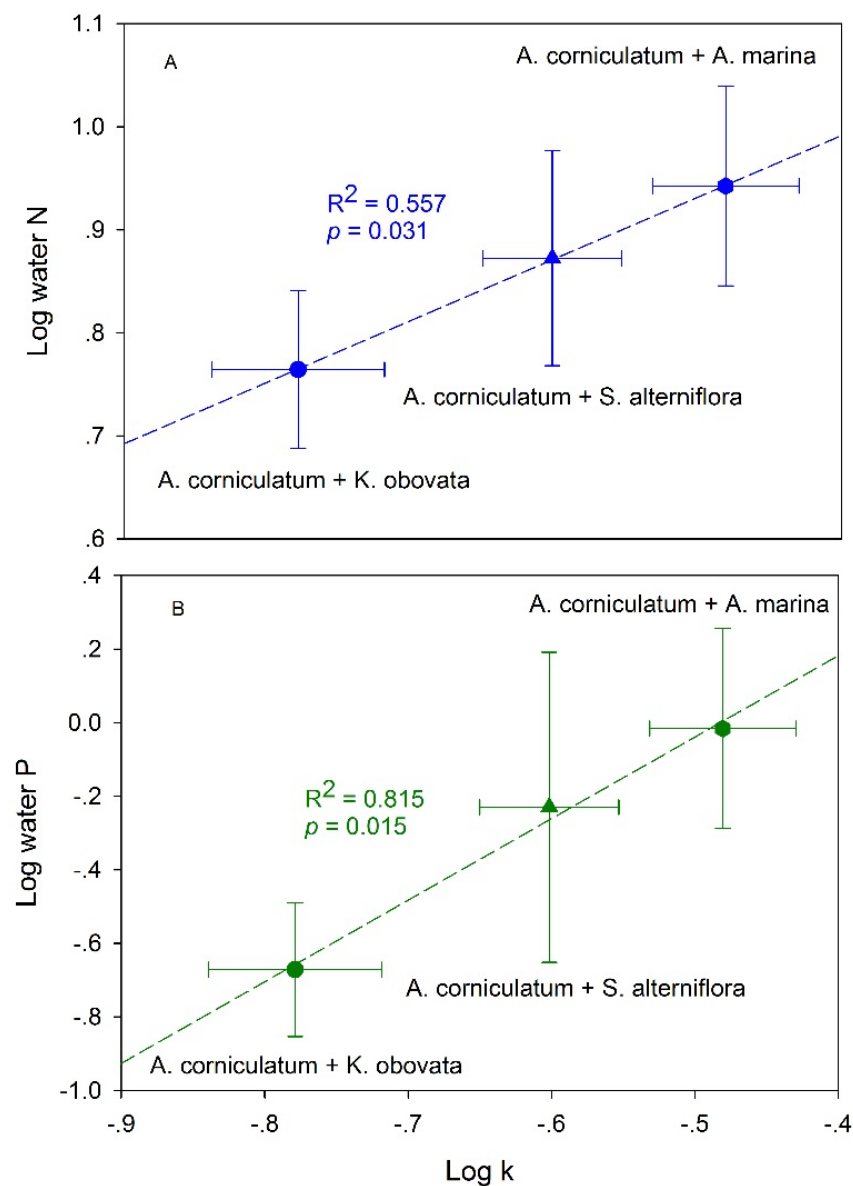 1.1
A
A. corniculatum + A. marina
1.0
R2 = 0.557
p = 0.031
.9
Log water N
.8
A. corniculatum + S. alterniflora
.7
A. corniculatum + K. obovata
.6
.4
B
A. corniculatum + A. marina
.2
0.0
R2 = 0.815
p = 0.015
-.2
Log water P
-.4
-.6
A. corniculatum + S. alterniflora
-.8
A. corniculatum + K. obovata
-1.0
-.9 -.8 -.7 -.6 -.5 -.4
Log k